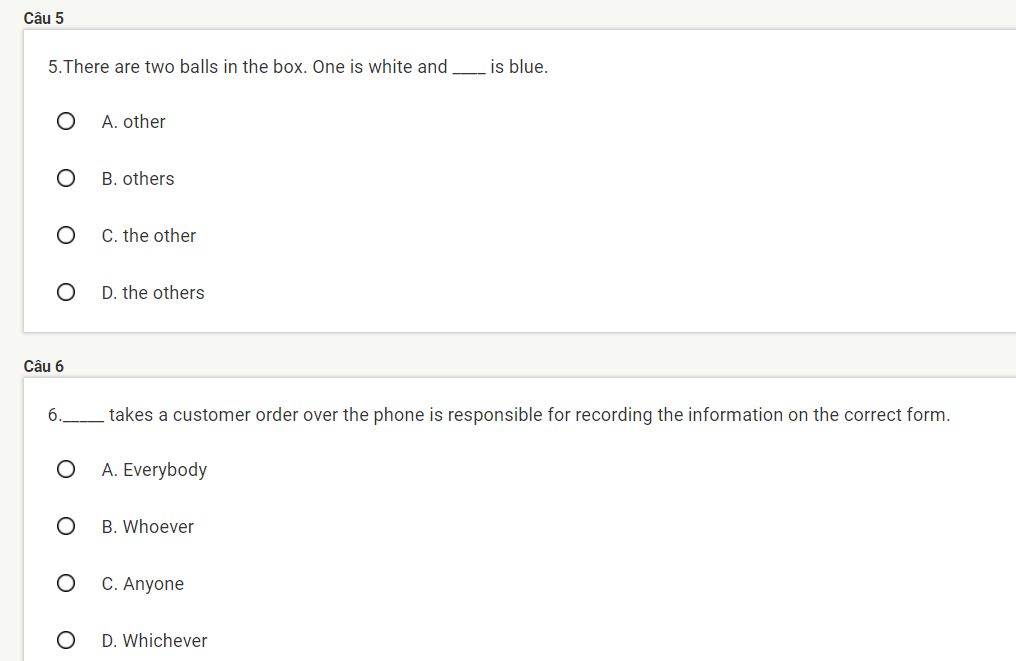 Câu 5
5.There are two balls in the box. One is white and ____ is blue.
A. other
B. others
C. the other
D. the others
Câu 6
6._____ takes a customer order over the phone is responsible for recording the information on the correct form.
A. Everybody
B. Whoever
C. Anyone
D. Whichever